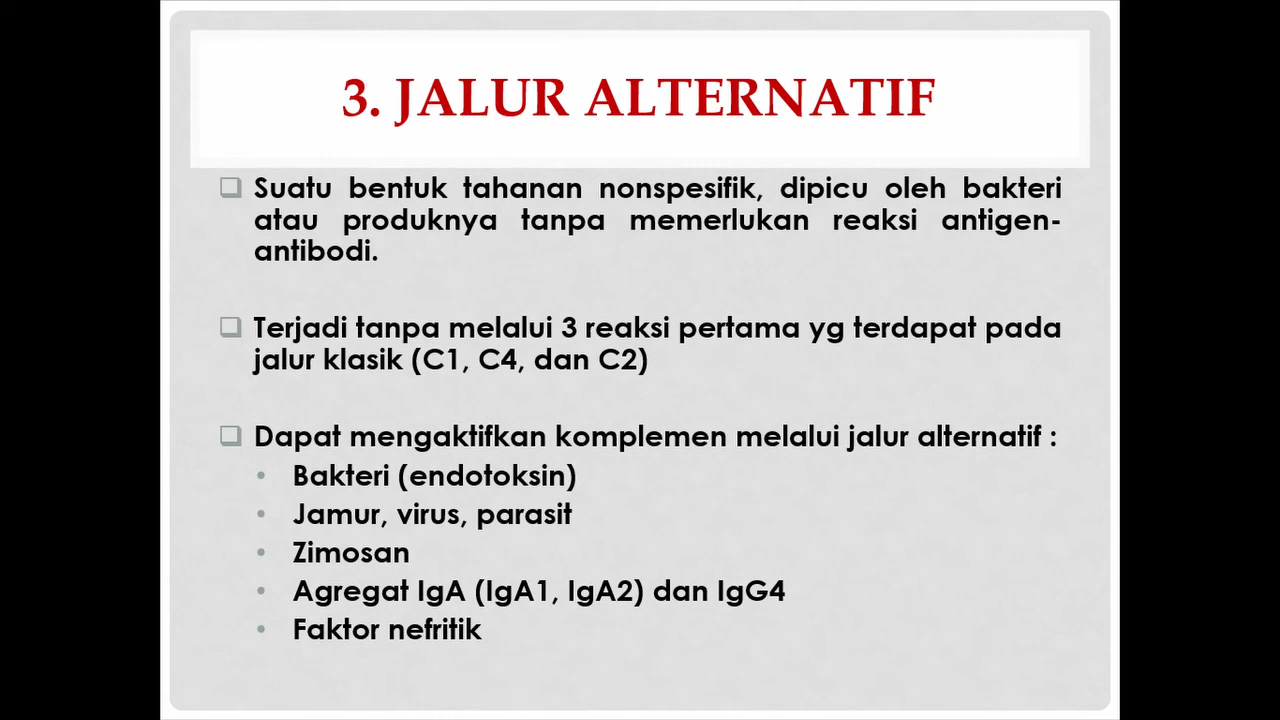 3. JALUR ALTERNATIF
Suatu bentuk tahanan nonspesifik, dipicu oleh bakteri
atau produknya tanpa memerlukan reaksi antigen-
antibodi.
Terjadi tanpa melalui 3 reaksi pertama yg terdapat pada
jalur klasik (C1, C4, dan C2)
Dapat mengaktifkan komplemen melalui jalur alternatif :
• Bakteri (endotoksin)
• Jamur, virus, parasit
• Zimosan
• Agregat IgA (IgA1, IgA2) dan IgG4
• Faktor nefritik